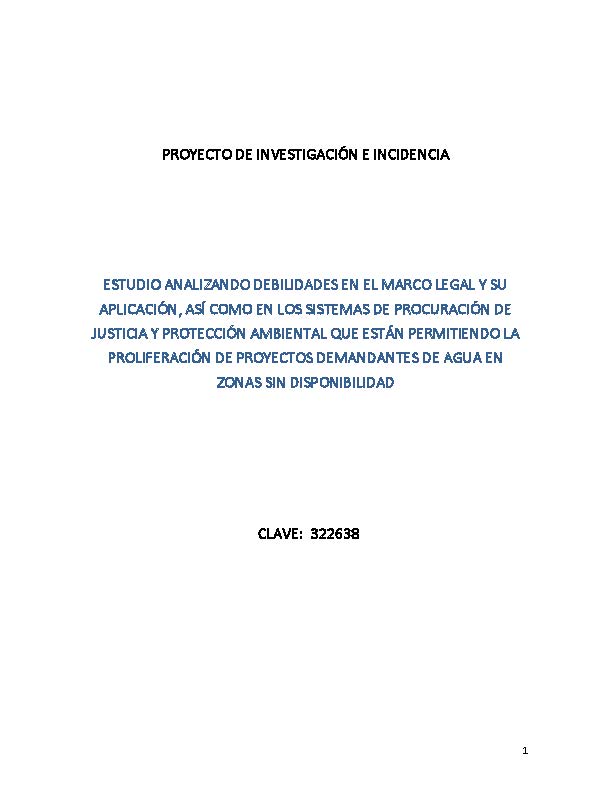 PROYECTO DE INVESTIGACIÓN E INCIDENCIA
ESTUDIO ANALIZANDO DEBILIDADES EN EL MARCO LEGAL Y SU
APLICACIÓN, ASÍ COMO EN LOS SISTEMAS DE PROCURACIÓN DE
JUSTICIA Y PROTECCIÓN AMBIENTAL QUE ESTÁN PERMITIENDO LA
PROLIFERACIÓN DE PROYECTOS DEMANDANTES DE AGUA EN
ZONAS SIN DISPONIBILIDAD
CLAVE: 322638
1